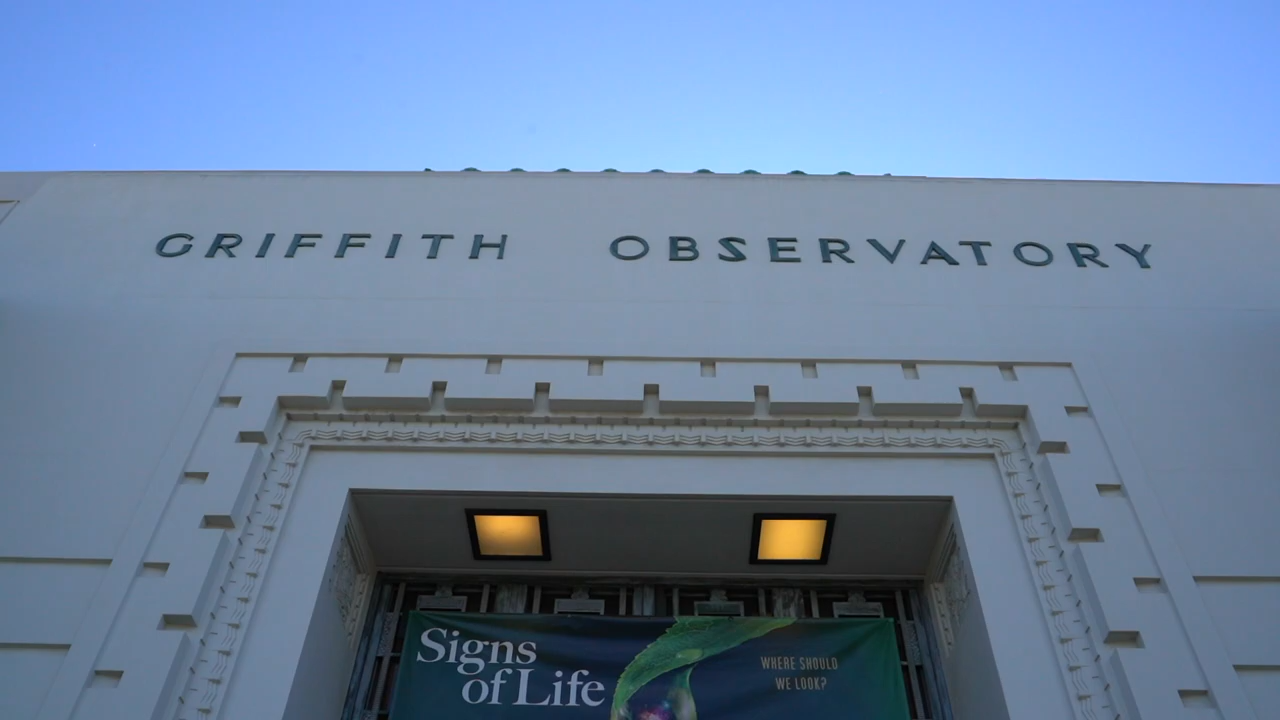 GRIFFITH OBSERVATORY
Signs
of Life
WHERE SHOULD
WE LOOK?